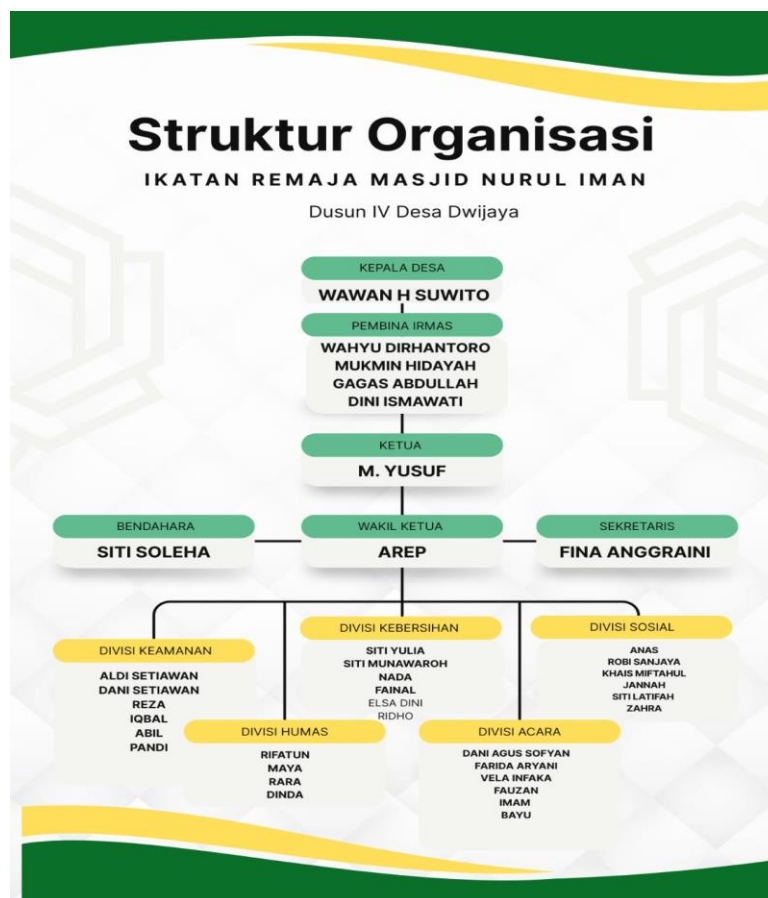 Struktur Organisasi
IKATAN REMAJA MASJID NURUL IMAN
Dusun IV Desa Dwijaya
KEPALA DESA
WAWAN H SUWITO
PEMBINA IRMAS
WAHYU DIRHANTORO
MUKMIN HIDAYAH
GAGAS ABDULLAH
DINI ISMAWATI
KETUA
M. YUSUF
BENDAHARA
SITI SOLEHA
WAKIL KETUA
AREP
SEKRETARIS
FINA ANGGRAINI
DIVISI KEAMANAN
ALDI SETIAWAN
DANI SETIAWAN
REZA
IQBAL
ABIL
PANDI
DIVISI HUMAS
RIFATUN
MAYA
RARA
DINDA
DIVISI KEBERSIHAN
SITI YULIA
SITI MUNAWAROH
NADA
FAINAL
ELSA DINI
RIDHO
DIVISI ACARA
DANI AGUS SOFYAN
FARIDA ARYANI
VELA INFAKA
FAUZAN
IMAM
BAYU
DIVISI SOSIAL
ANAS
ROBI SANJAYA
KHAIS MIFTAHUL
JANNAH
SITI LATIFAH
ZAHRA